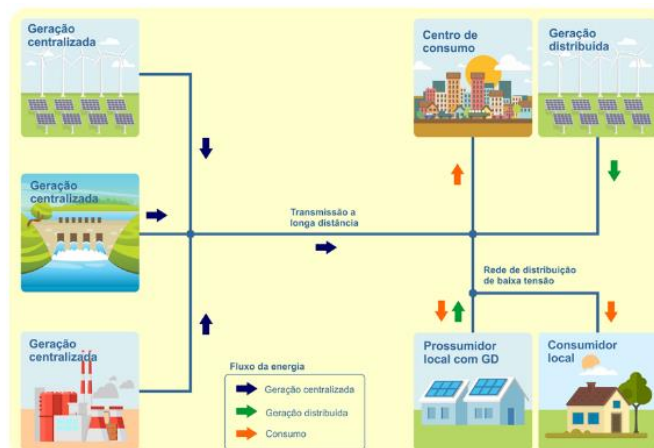 Geração
centralizada
Centro de
consumo
Geração
distribuída
Geração
centralizada
Transmissão a
longa distância
Rede de distribuição
de baixa tensão
Geração
centralizada
Prossumidor
local com GD
Consumidor
local
Fluxo da energia
Geração centralizada
Geração distribuída
Consumo